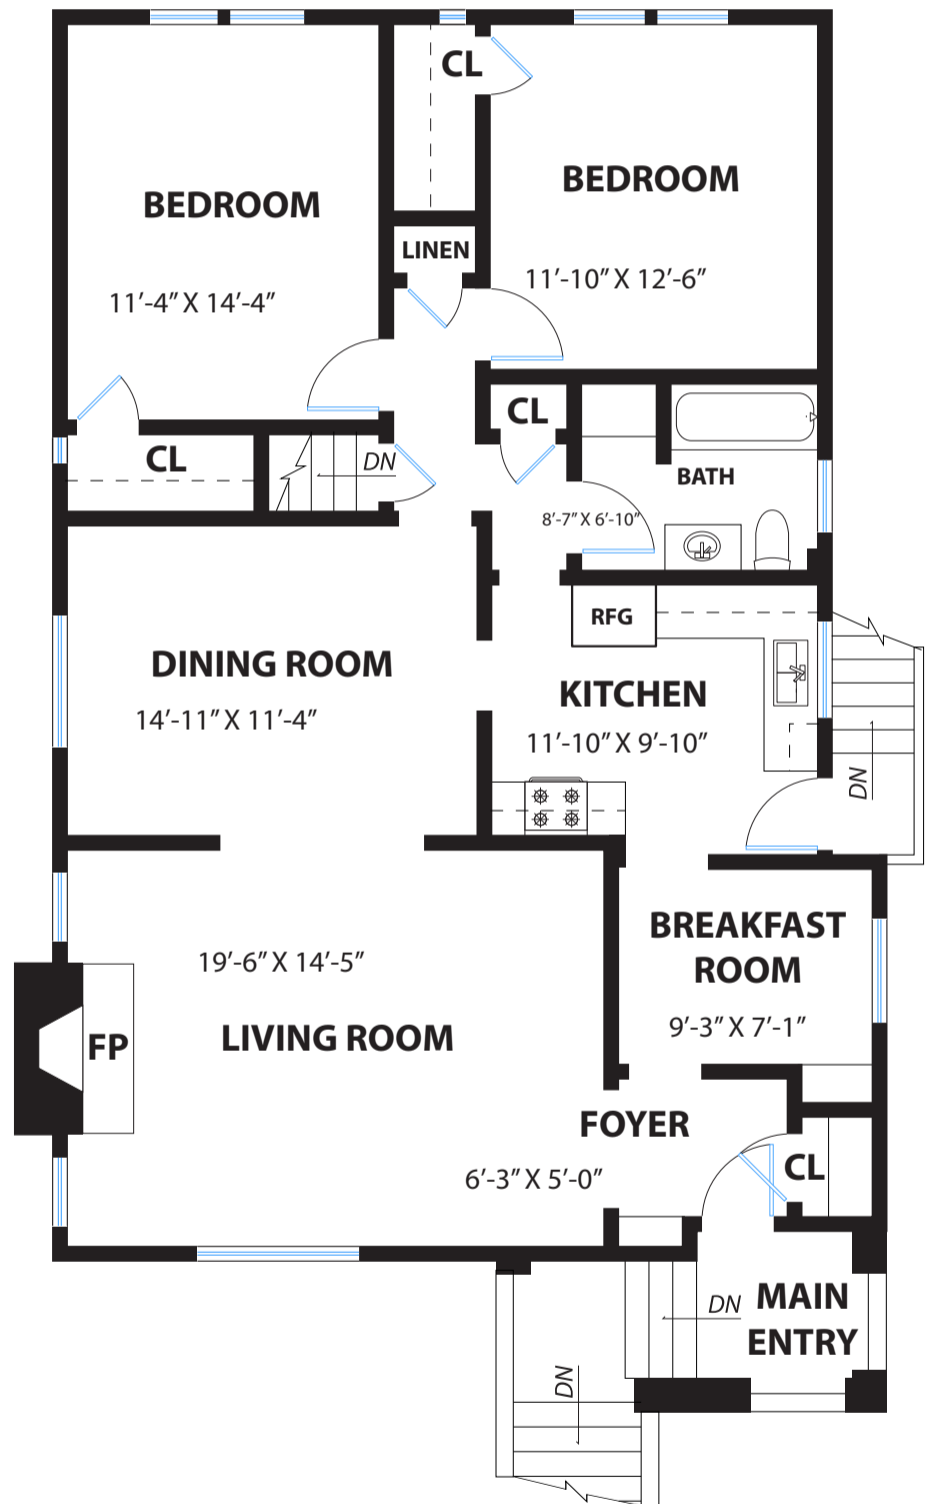 CL
BEDROOM
11’-4” X 14’-4”
BEDROOM
11’-10” X 12’-6”
LINEN
CL
DN
CL
BATH
8’-7” X 6’-10”
RFG
DINING ROOM
14’-11” X 11’-4”
KITCHEN
11’-10” X 9’-10”
DN
19’-6” X 14’-5”
LIVING ROOM
FP
BREAKFAST
ROOM
9’-3” X 7’-1”
FOYER
6’-3” X 5’-0”
CL
MAIN
ENTRY
DN
DN